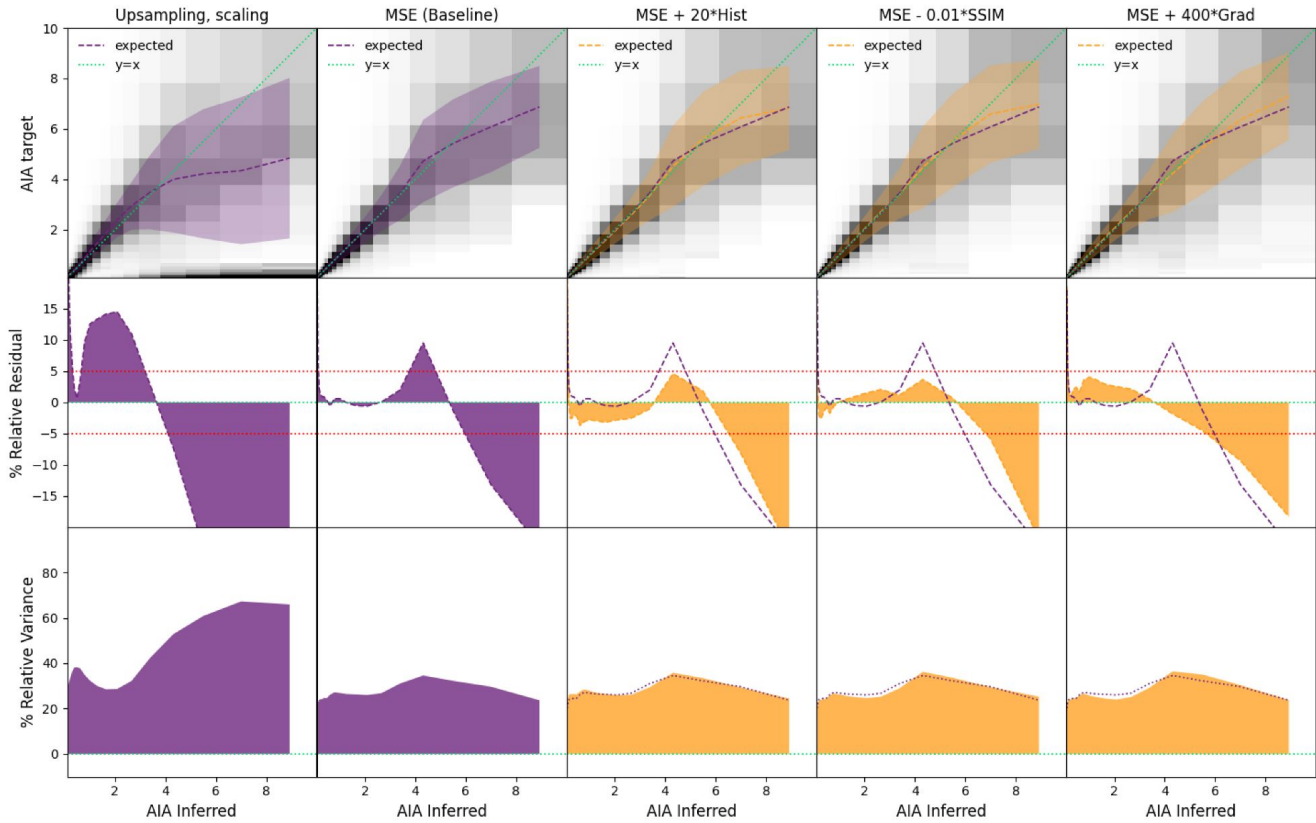 Upsampling, scaling
MSE (Baseline)
MSE + 20*Hist
MSE - 0.01*SSIM
MSE + 400*Grad
AIA target
10
8
6
4
2
expected
y=x
expected
y=x
expected
y=x
expected
y=x
expected
y=x
% Relative Residual
15
10
5
0
−5
−10
−15
% Relative Variance
80
60
40
20
0
2 4 6 8
2 4 6 8
2 4 6 8
2 4 6 8
2 4 6 8
AIA Inferred
AIA Inferred
AIA Inferred
AIA Inferred
AIA Inferred